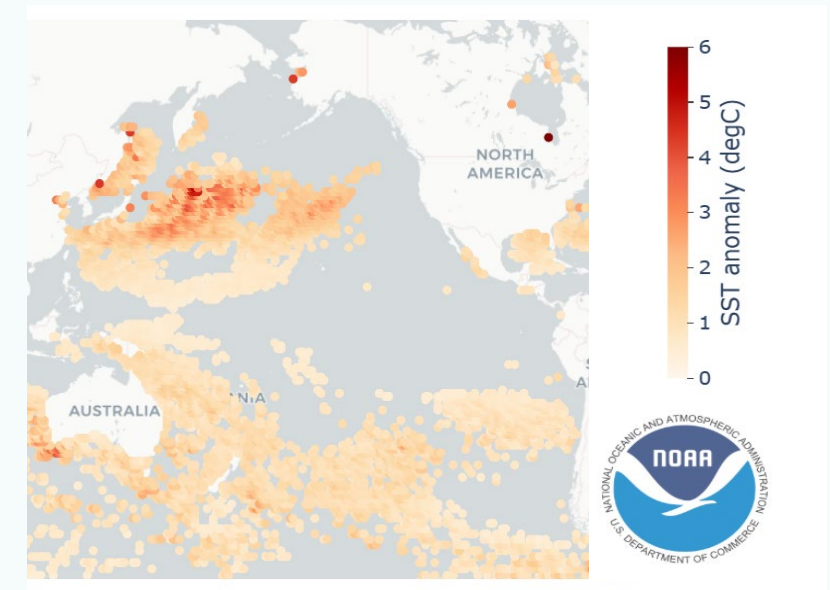 NORTH
AMERICA
AUSTRALIA
6
5
4
3
2
1
0
SST anomaly (degC)
NATIONAL OCEANIC AND ATMOSPHERIC ADMINISTRATION
NOAA
U.S. DEPARTMENT OF COMMERCE